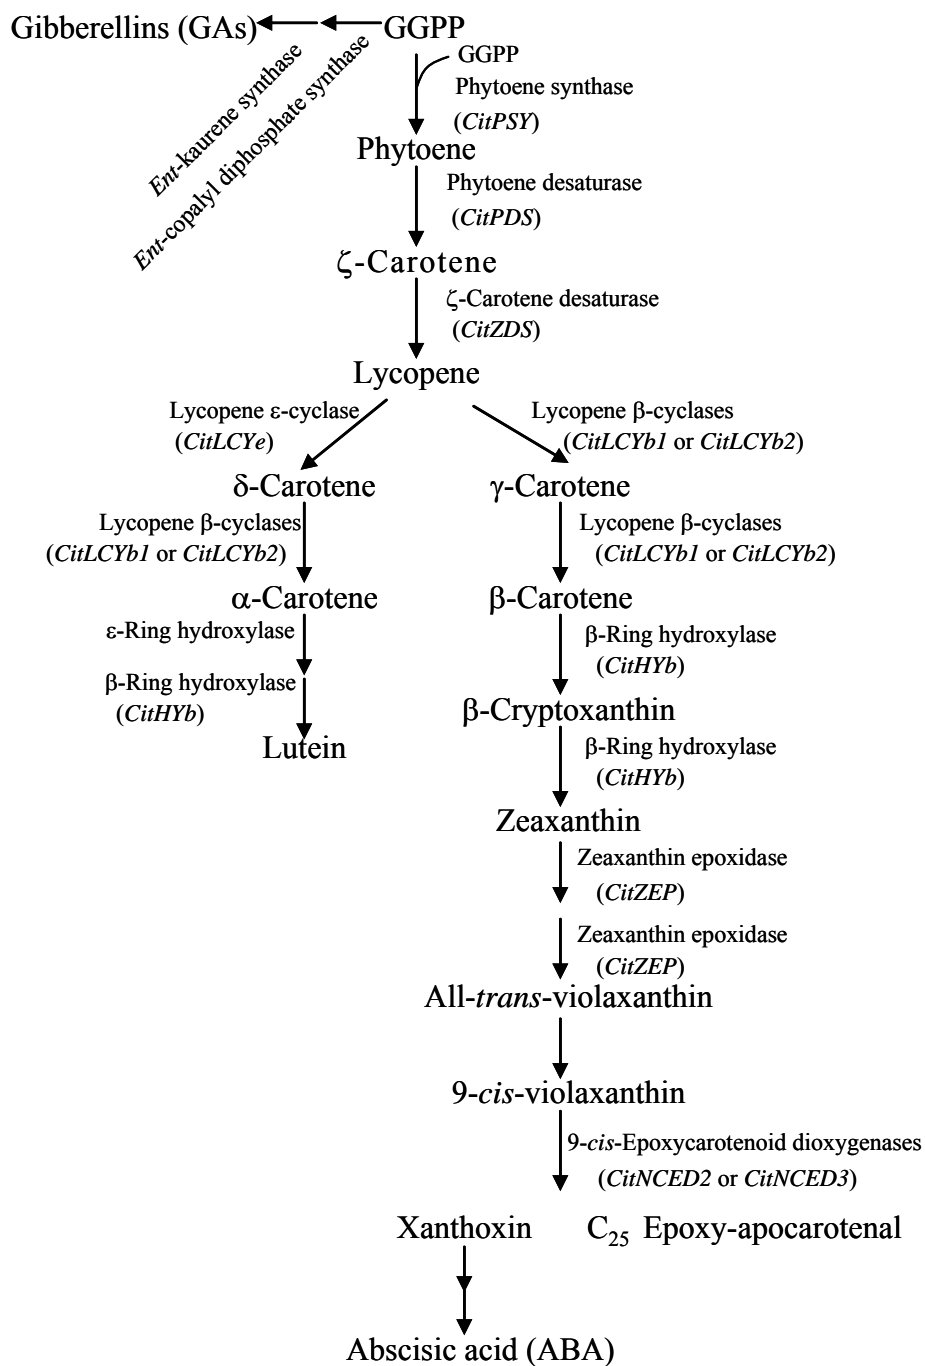 Gibberellins (GAs)
GGPP
GGPP
Ent-kaurene synthase
Ent-copalyl diphosphate synthase
Phytoene synthase
(CitPSY)
Phytoene
Phytoene desaturase
(CitPDS)
ζ-Carotene
ζ-Carotene desaturase
(CitZDS)
Lycopene
Lycopene ε-cyclase
(CitLCYe)
Lycopene β-cyclases
(CitLCYb1 or CitLCYb2)
δ-Carotene
γ-Carotene
Lycopene β-cyclases
(CitLCYb1 or CitLCYb2)
Lycopene β-cyclases
(CitLCYb1 or CitLCYb2)
α-Carotene
β-Carotene
ε-Ring hydroxylase
β-Ring hydroxylase
(CitHYb)
β-Ring hydroxylase
(CitHYb)
β-Cryptoxanthin
Lutein
β-Ring hydroxylase
(CitHYb)
Zeaxanthin
Zeaxanthin epoxidase
(CitZEP)
Zeaxanthin epoxidase
(CitZEP)
All-trans-violaxanthin
9-cis-violaxanthin
9-cis-Epoxycarotenoid dioxygenases
(CitNCED2 or CitNCED3)
Xanthoxin
C25 Epoxy-apocarotenal
Abscisic acid (ABA)